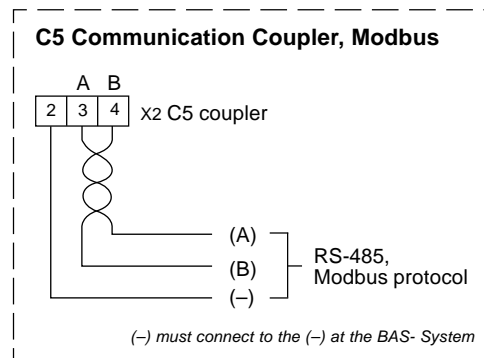 C5 Communication Coupler, Modbus
A B
2 3 4 X2 C5 coupler
(A)
(B)
(–)
RS-485,
Modbus protocol
(–) must connect to the (–) at the BAS- System